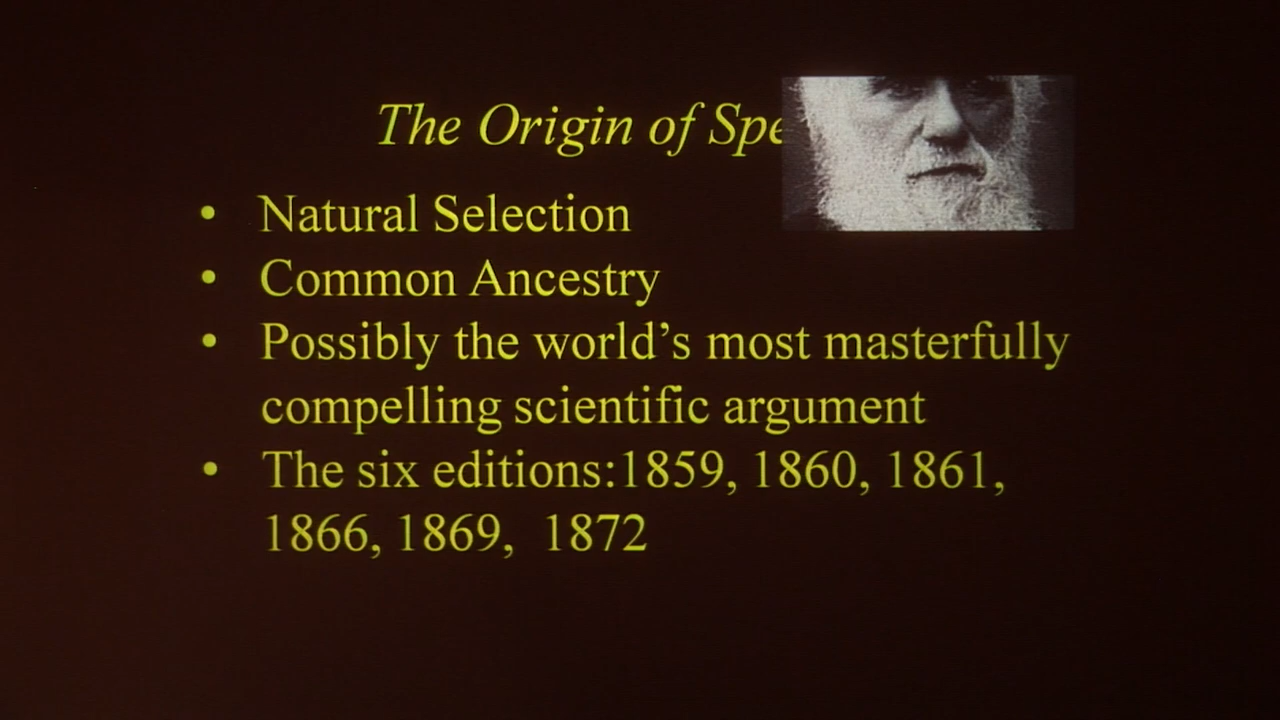 The Origin of Spe
• Natural Selection
• Common Ancestry
• Possibly the world's most masterfully
compelling scientific argument
• The six editions:1859, 1860, 1861,
1866, 1869, 1872